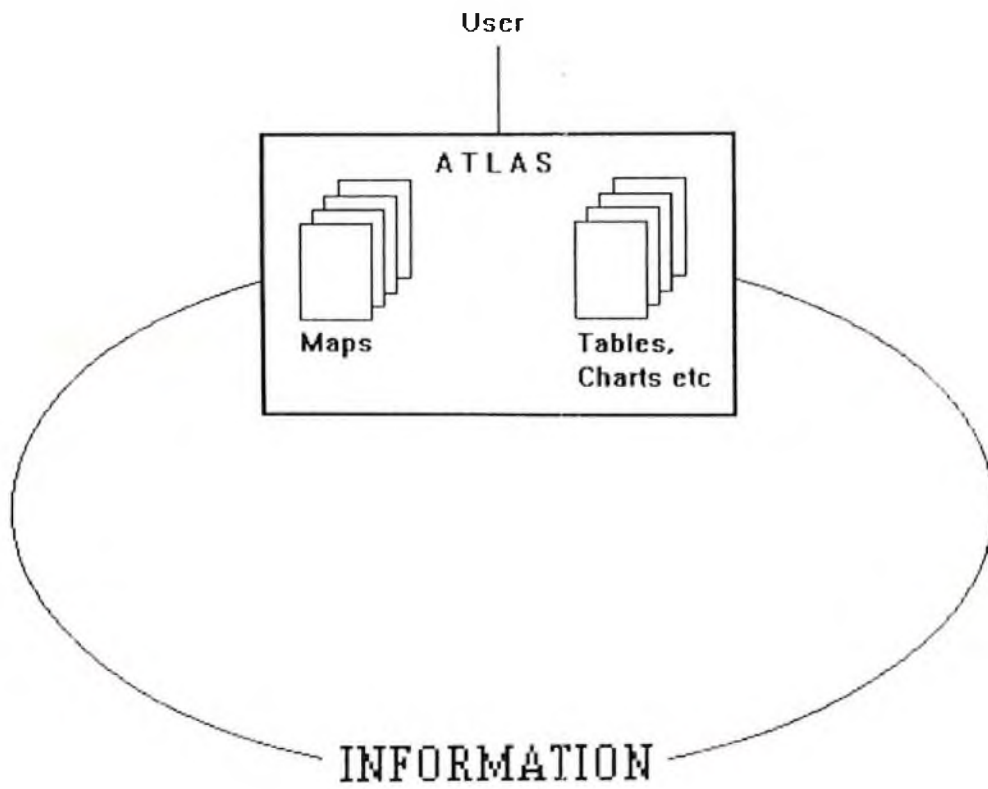 User
ATLAS
Maps
Tables,
Charts etc
INFORMATION